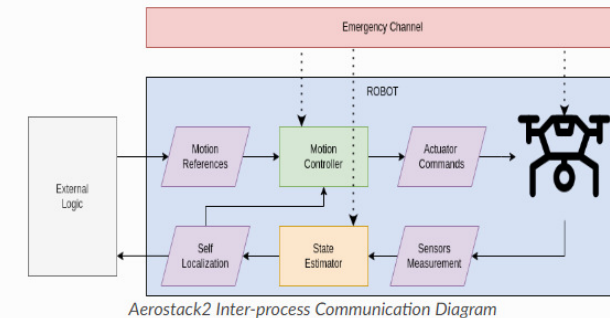 Emergency Channel
ROBOT
External
Logic
Motion
References
Motion
Controller
Actuator
Commands
Self
Localization
State
Estimator
Sensors
Measurement
Aerostack2 Inter-process Communication Diagram